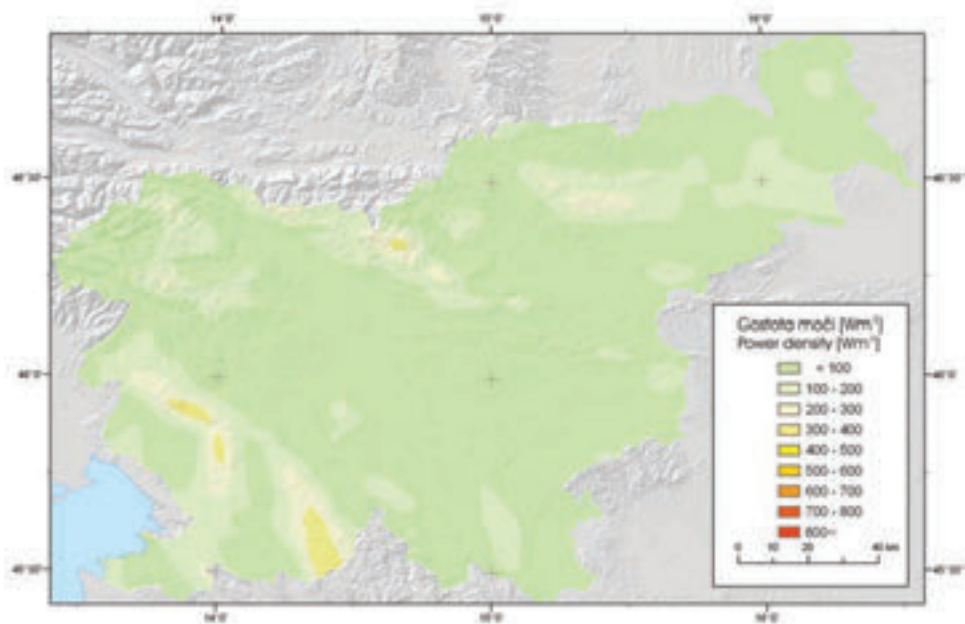 14°0' 15°0' 16°0'
46°30' 46°30'
46°0' 46°0'
45°30' 45°30'
Gostota moči [Wm⁻²]
Power density [Wm⁻²]
< 100
100 - 200
200 - 300
300 - 400
400 - 500
500 - 600
600 - 700
700 - 800
800 <
0 10 20 40 km
14°0' 15°0' 16°0'